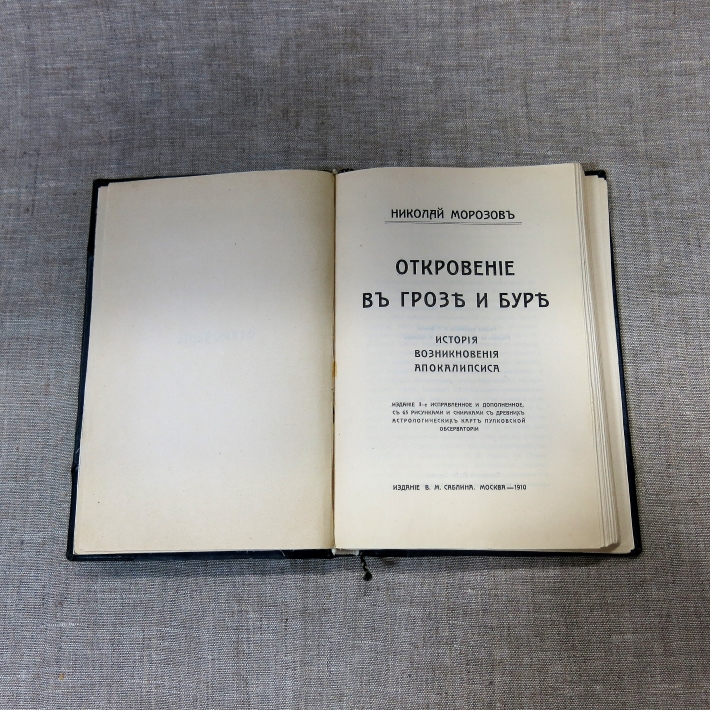 НИКОЛАЙ МОРОЗОВЪ
ОТКРОВЕНІЕ
ВЪ ГРОЗѢ И БУРѢ
ИСТОРІЯ
ВОЗНИКНОВЕНІЯ
АПОКАЛИПСИСА
ИЗДАНІЕ 3-е ИСПРАВЛЕННОЕ И ДОПОЛНЕННОЕ,
СЪ 65 РИСУНКАМИ И СНИМКАМИ СЪ ДРЕВНИХЪ
АСТРОЛОГИЧЕСКИХЪ КАРТЪ ПУЛКОВСКОЙ
ОБСЕРВАТОРІИ
ИЗДАНІЕ В. М. САБЛИНА. МОСКВА—1910